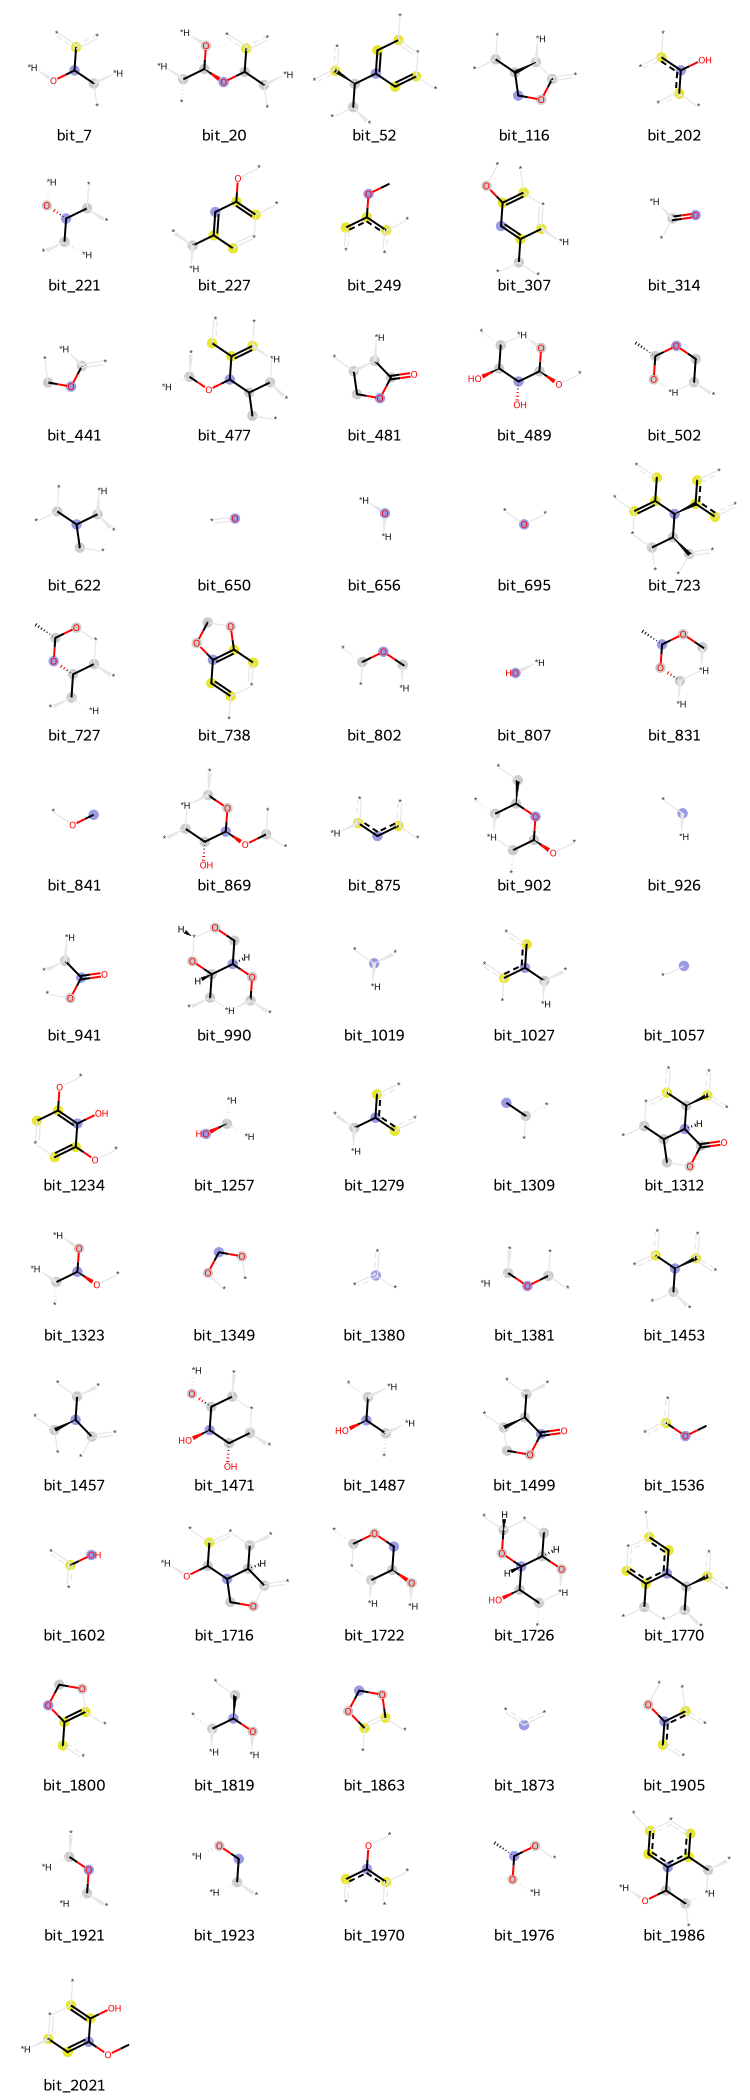 bit_7 bit_20 bit_52 bit_116 bit_202
bit_221 bit_227 bit_249 bit_307 bit_314
bit_441 bit_477 bit_481 bit_489 bit_502
bit_622 bit_650 bit_656 bit_695 bit_723
bit_727 bit_738 bit_802 bit_807 bit_831
bit_841 bit_869 bit_875 bit_902 bit_926
bit_941 bit_990 bit_1019 bit_1027 bit_1057
bit_1234 bit_1257 bit_1279 bit_1309 bit_1312
bit_1323 bit_1349 bit_1380 bit_1381 bit_1453
bit_1457 bit_1471 bit_1487 bit_1499 bit_1536
bit_1602 bit_1716 bit_1722 bit_1726 bit_1770
bit_1800 bit_1819 bit_1863 bit_1873 bit_1905
bit_1921 bit_1923 bit_1970 bit_1976 bit_1986
bit_2021